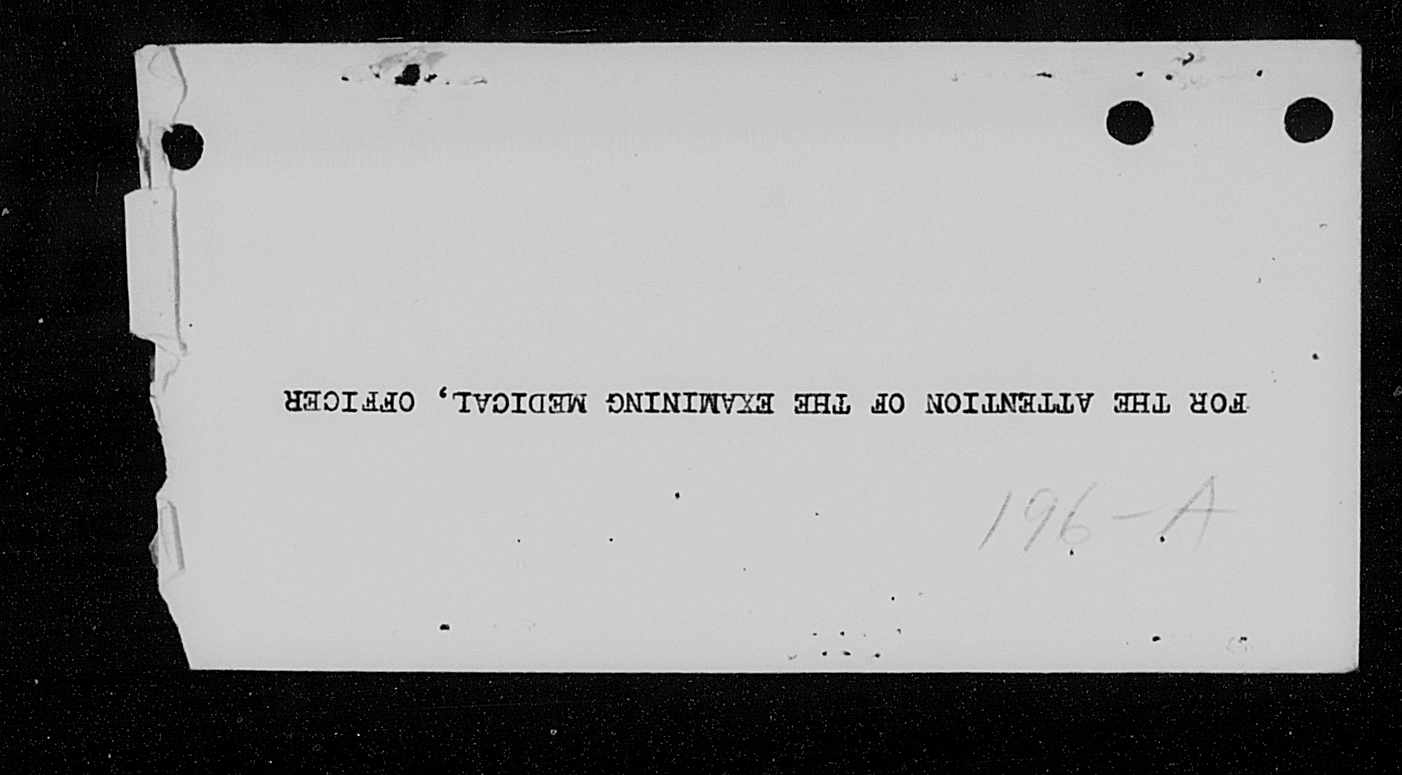 FOR THE ATTENTION OF THE EXAMINING MEDICAL, OFFICER
196-A